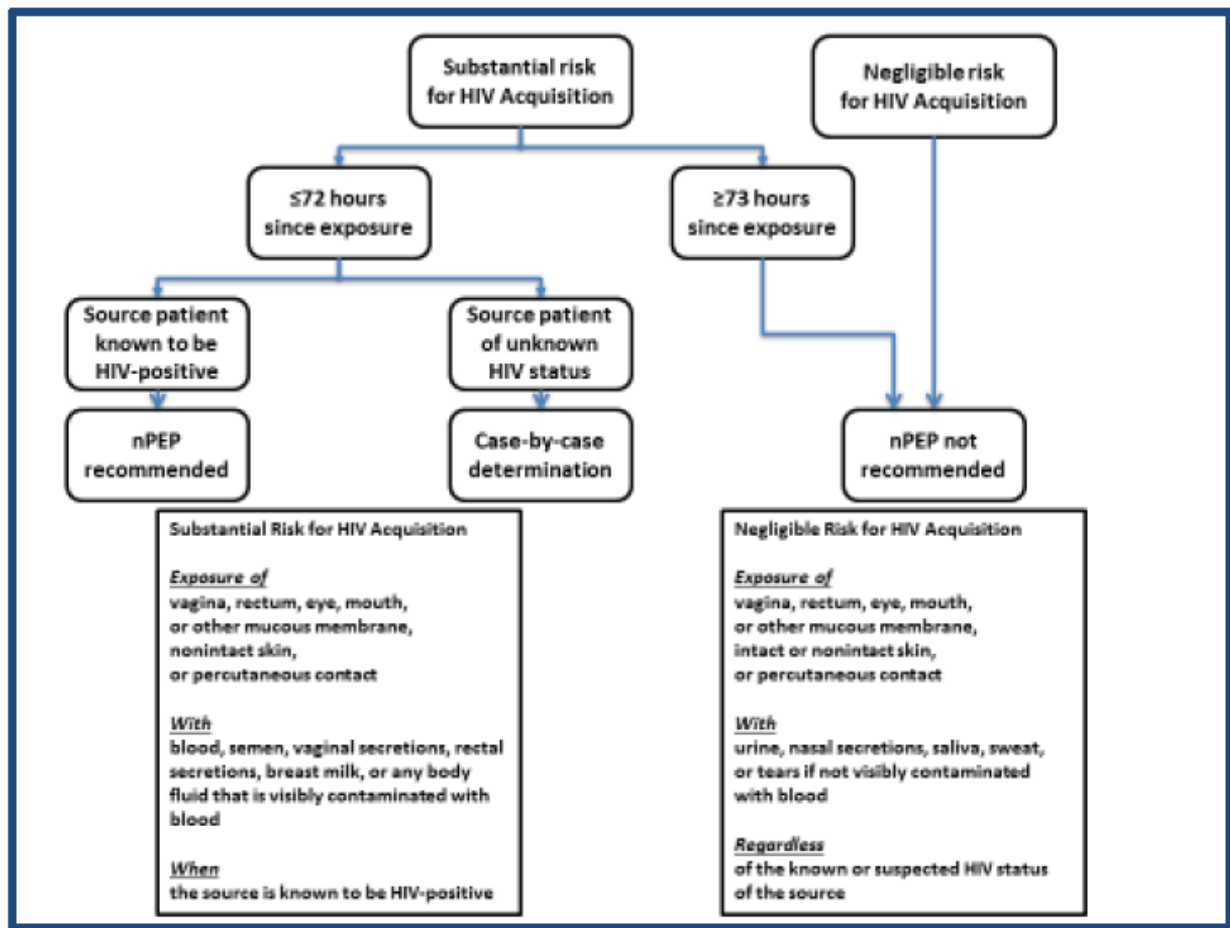 Substantial risk
for HIV Acquisition
Negligible risk
for HIV Acquisition
≤72 hours
since exposure
≥73 hours
since exposure
Source patient
known to be
HIV-positive
Source patient
of unknown
HIV status
nPEP
recommended
Case-by-case
determination
nPEP not
recommended
Substantial Risk for HIV Acquisition
Exposure of
vagina, rectum, eye, mouth,
or other mucous membrane,
nonintact skin,
or percutaneous contact
With
blood, semen, vaginal secretions, rectal
secretions, breast milk, or any body
fluid that is visibly contaminated with
blood
When
the source is known to be HIV-positive
Negligible Risk for HIV Acquisition
Exposure of
vagina, rectum, eye, mouth,
or other mucous membrane,
intact or nonintact skin,
or percutaneous contact
With
urine, nasal secretions, saliva, sweat,
or tears if not visibly contaminated
with blood
Regardless
of the known or suspected HIV status
of the source